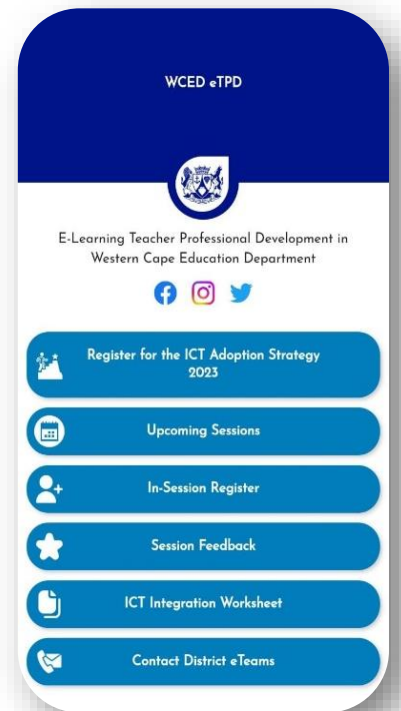 WCED eTPD
E-Learning Teacher Professional Development in
Western Cape Education Department
Register for the ICT Adoption Strategy
2023
Upcoming Sessions
In-Session Register
Session Feedback
ICT Integration Worksheet
Contact District eTeams